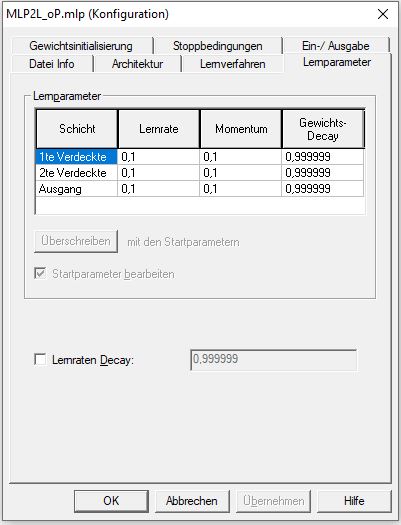 MLP2L_oP.mlp (Konfiguration)
Gewichtsinitialisierung Stoppbedingungen Ein-/ Ausgabe
Datei Info Architektur Lernverfahren Lernparameter
Lernparameter
Schicht Lernrate Momentum Gewichts-
Decay
1te Verdeckte 0,1 0,1 0,999999
2te Verdeckte 0,1 0,1 0,999999
Ausgang 0,1 0,1 0,999999
Überschreiben mit den Startparametern
Startparameter bearbeiten
Lernraten Decay: 0,999999
OK Abbrechen Übernehmen Hilfe